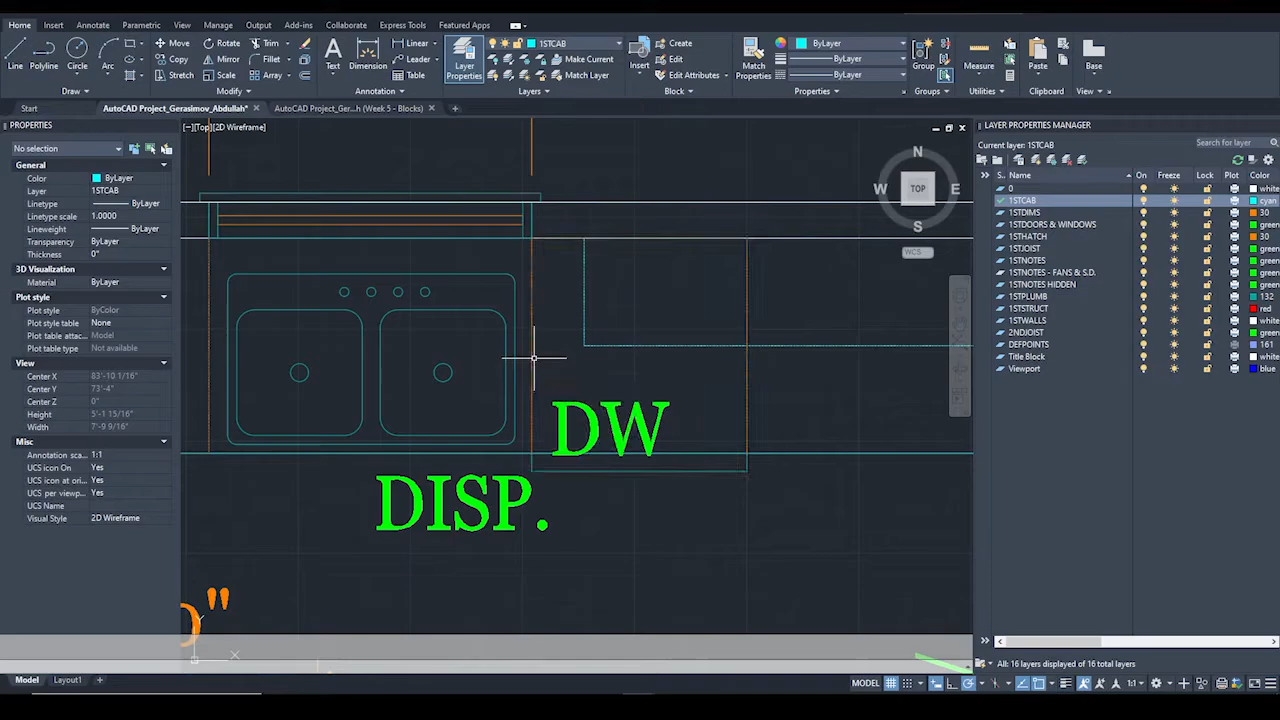 Home Insert Annotate Parametric View Manage Output Add-ins Collaborate Express Tools Featured Apps
Line Polyline Circle Arc
Move Rotate Trim
Copy Mirror Fillet
Stretch Scale Array
Draw Modify
Text Dimension
Linear
Leader
Table
Annotation
Layer Properties
1STCAB
Make Current
Match Layer
Layers
Insert
Create
Edit
Edit Attributes
Block
Match Properties
ByLayer
ByLayer
ByLayer
Properties
Group
Groups
Measure
Utilities
Paste
Clipboard
Base
View
Start AutoCAD Project_Gerasimov_Abdullah* AutoCAD Project_Ger...h (Week 5 - Blocks)
PROPERTIES
No selection
General
Color ByLayer
Layer 1STCAB
Linetype ByLayer
Linetype scale 1.0000
Lineweight ByLayer
Transparency ByLayer
Thickness 0"
3D Visualization
Material ByLayer
Plot style
Plot style ByColor
Plot style table None
Plot table attac... Model
Plot table type Not available
View
Center X 83'-10 1/16"
Center Y 73'-4"
Center Z 0"
Height 5'-1 15/16"
Width 7'-9 9/16"
Misc
Annotation sca... 1:1
UCS icon On Yes
UCS icon at ori... Yes
UCS per viewp... Yes
UCS Name
Visual Style 2D Wireframe
[−][Top][2D Wireframe]
N
W TOP E
S
WCS
DW
DISP.
0"
Y
X
LAYER PROPERTIES MANAGER
Current layer: 1STCAB
Search for layer
S.. Name On Freeze Lock Plot Color
0 white
1STCAB cyan
1STDIMS 30
1STDOORS & WINDOWS green
1STHATCH 30
1STJOIST green
1STNOTES green
1STNOTES - FANS & S.D. green
1STNOTES HIDDEN green
1STPLUMB 132
1STSTRUCT red
1STWALLS white
2NDJOIST green
DEFPOINTS 161
Title Block white
Viewport blue
All: 16 layers displayed of 16 total layers
Model Layout1 +
MODEL 1:1